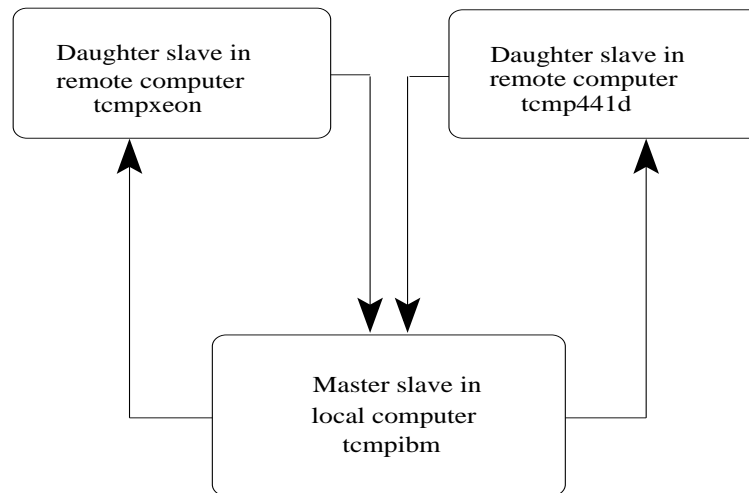 Daughter slave in
remote computer
tcmpxeon
Daughter slave in
remote computer
tcmp441d
Master slave in
local computer
tcmpibm